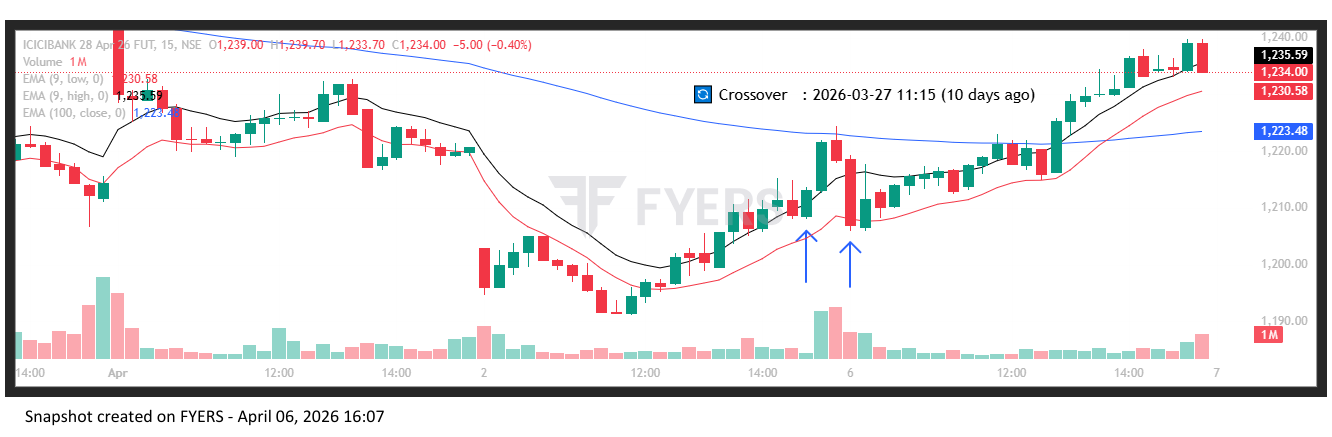 ICICIBANK 28 Apr 26 FUT, 15, NSE O1,239.00 H1,239.70 L1,233.70 C1,234.00 −5.00 (−0.40%)
Volume 1 M
EMA (9, low, 0) 1,230.58
EMA (9, high, 0) 1,235.59
EMA (100, close, 0) 1,223.48
Crossover : 2026-03-27 11:15 (10 days ago)
FYERS
1,240.00
1,235.59
1,234.00
1,230.58
1,223.48
1,220.00
1,210.00
1,200.00
1,190.00
1 M
14:00 Apr 12:00 14:00 2 12:00 14:00 6 12:00 14:00 7
Snapshot created on FYERS - April 06, 2026 16:07